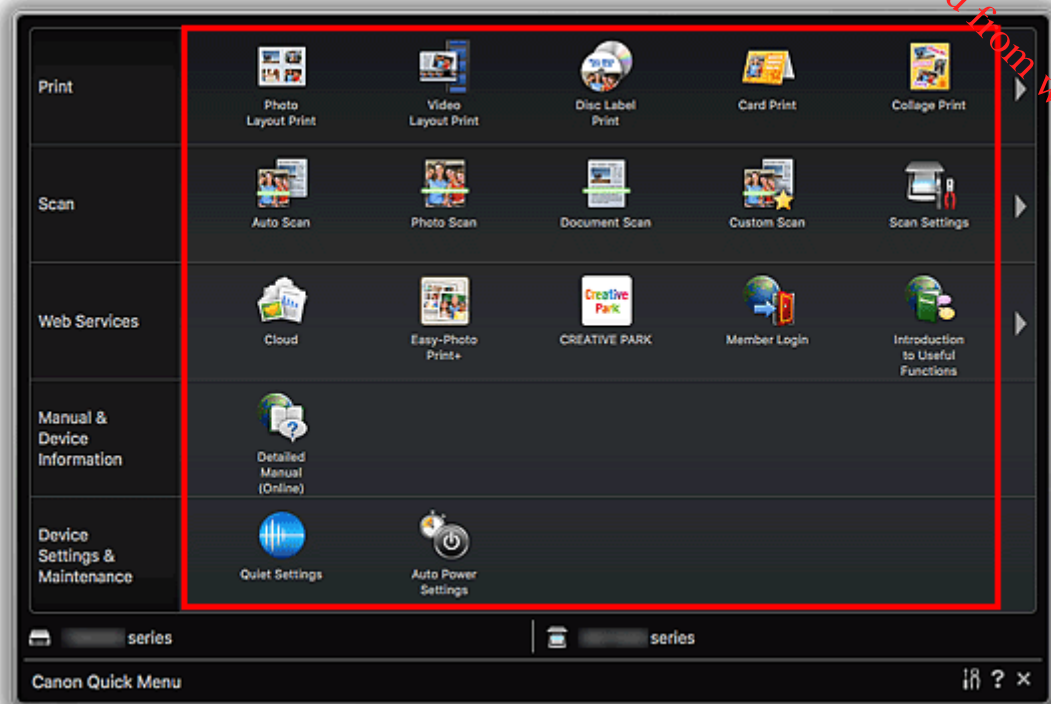 d from w
Print
Photo
Layout Print
Video
Layout Print
Disc Label
Print
Card Print
Collage Print
Scan
Auto Scan
Photo Scan
Document Scan
Custom Scan
Scan Settings
Web Services
Cloud
Easy-Photo
Print+
Creative
Park
CREATIVE PARK
Member Login
Introduction
to Useful
Functions
Manual &
Device
Information
Detailed
Manual
(Online)
Device
Settings &
Maintenance
Quiet Settings
Auto Power
Settings
series
series
Canon Quick Menu
? ×